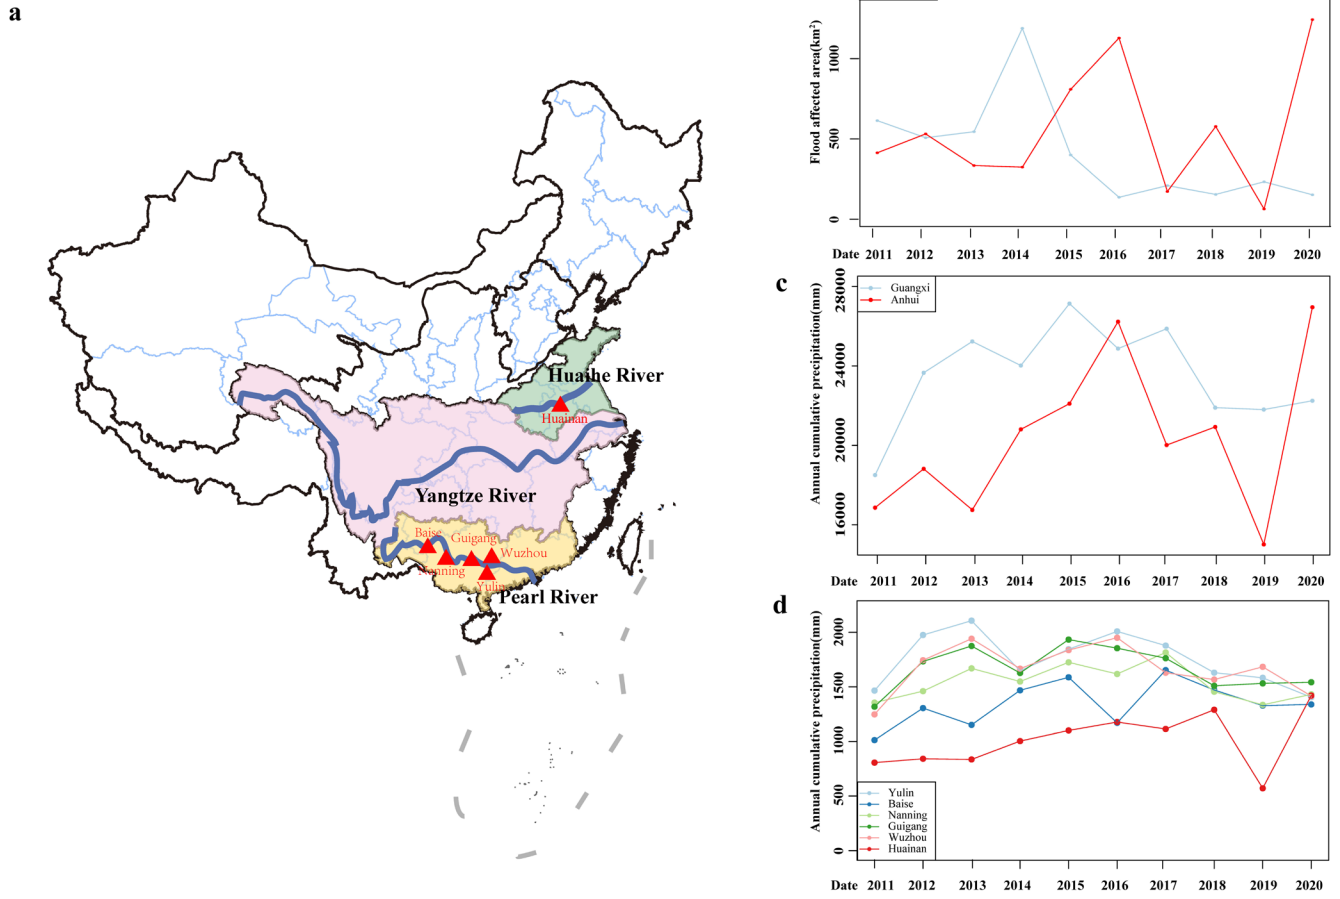 a
Huaihe River
Huainan
Yangtze River
Baise
Guigang
Wuzhou
Nanning
Yulin
Pearl River
Flood affected area(km²)
0
500
1000
Date 2011 2012 2013 2014 2015 2016 2017 2018 2019 2020
c
Guangxi
Anhui
Annual cumulative precipitation(mm)
16000
20000
24000
28000
Date 2011 2012 2013 2014 2015 2016 2017 2018 2019 2020
d
Annual cumulative precipitation(mm)
0
500
1000
1500
2000
Yulin
Baise
Nanning
Guigang
Wuzhou
Huainan
Date 2011 2012 2013 2014 2015 2016 2017 2018 2019 2020